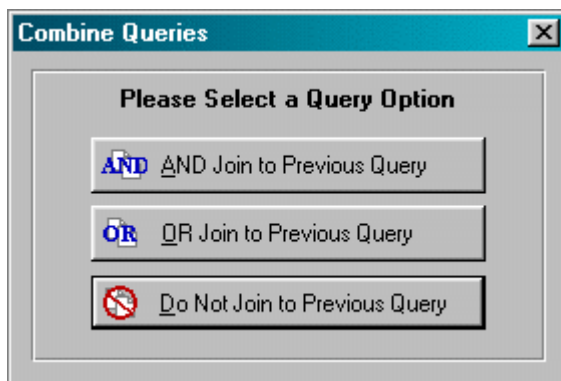 Combine Queries
Please Select a Query Option
AND AND Join to Previous Query
OR OR Join to Previous Query
Do Not Join to Previous Query